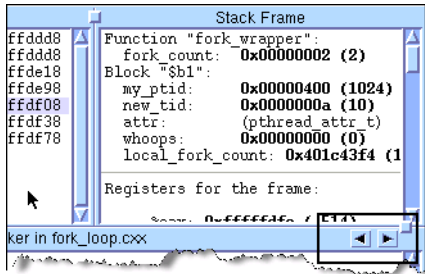 Stack Frame
ffddd8
ffddd8
ffde18
ffde98
ffdf08
ffdf38
ffdf78
Function "fork_wrapper":
fork_count: 0x00000002 (2)
Block "$b1":
my_ptid: 0x00000400 (1024)
new_tid: 0x0000000a (10)
attr: (pthread_attr_t)
whoops: 0x00000000 (0)
local_fork_count: 0x401c43f4 (1
Registers for the frame:
ker in fork_loop.cxx